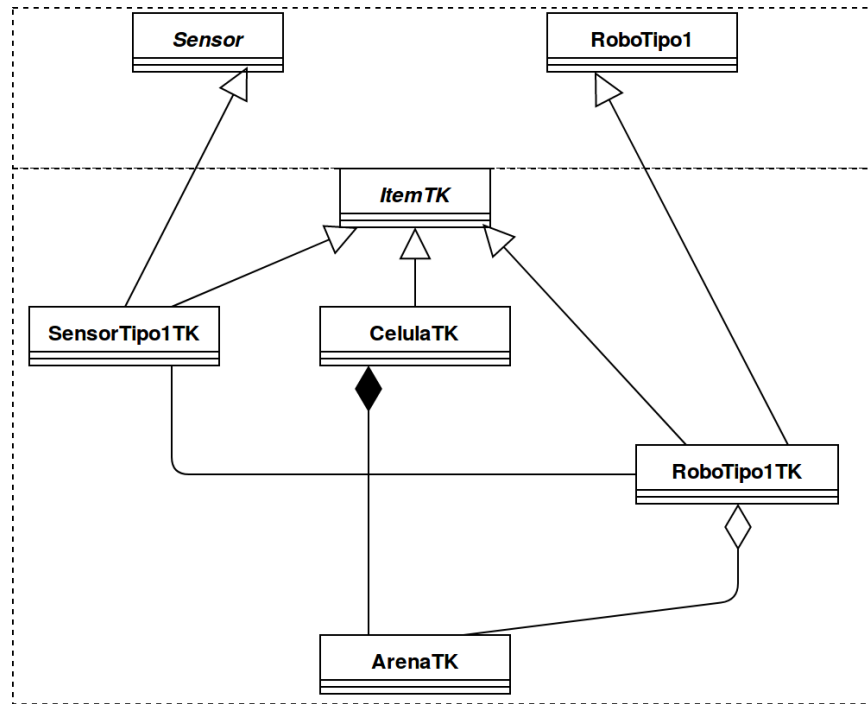 Sensor
RoboTipo1
ItemTK
SensorTipo1TK
CelulaTK
RoboTipo1TK
ArenaTK